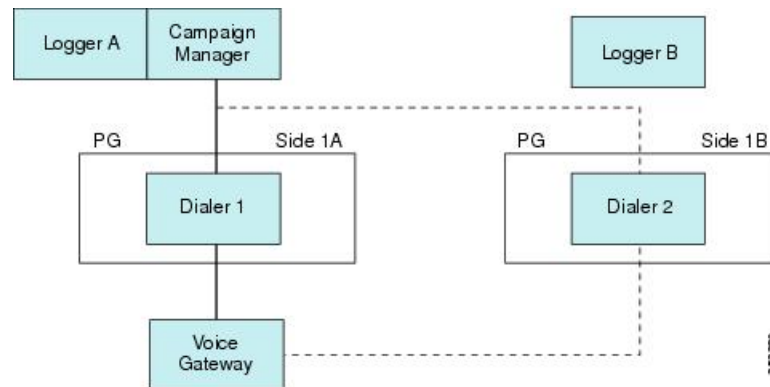 Logger A
Campaign
Manager
Logger B
PG
Side 1A
PG
Side 1B
Dialer 1
Dialer 2
Voice
Gateway